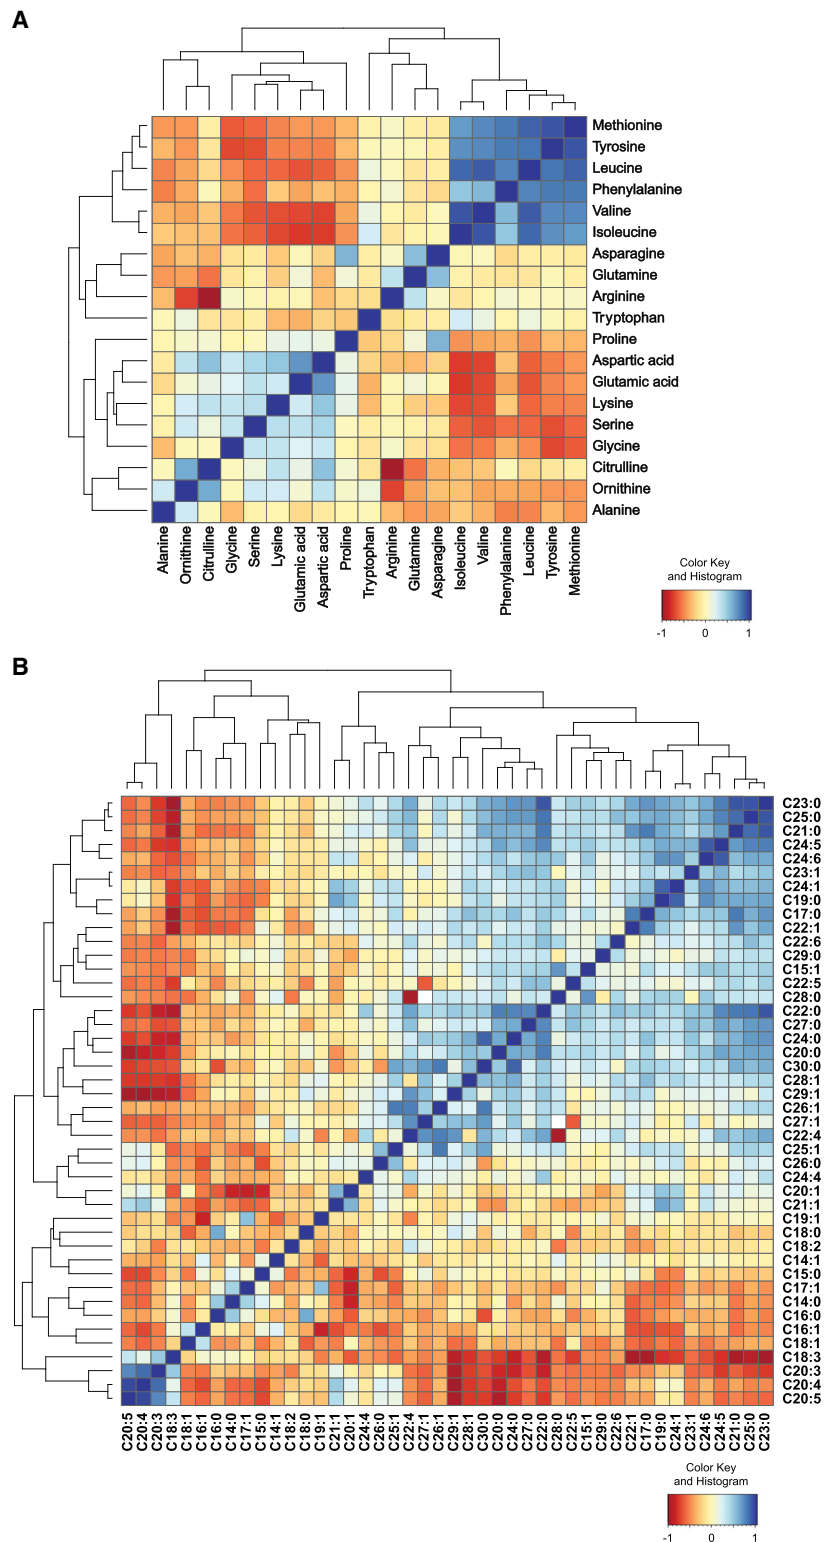 A
Methionine
Tyrosine
Leucine
Phenylalanine
Valine
Isoleucine
Asparagine
Glutamine
Arginine
Tryptophan
Proline
Aspartic acid
Glutamic acid
Lysine
Serine
Glycine
Citrulline
Ornithine
Alanine
Alanine
Ornithine
Citrulline
Glycine
Serine
Lysine
Glutamic acid
Aspartic acid
Proline
Tryptophan
Arginine
Glutamine
Asparagine
Isoleucine
Valine
Phenylalanine
Leucine
Tyrosine
Methionine
Color Key
and Histogram
-1 0 1
B
C23:0
C25:0
C21:0
C24:5
C24:6
C23:1
C24:1
C19:0
C17:0
C22:1
C22:6
C29:0
C15:1
C22:5
C28:0
C22:0
C27:0
C24:0
C20:0
C30:0
C28:1
C29:1
C26:1
C27:1
C22:4
C25:1
C26:0
C24:4
C20:1
C21:1
C19:1
C18:0
C18:2
C14:1
C15:0
C17:1
C14:0
C16:0
C16:1
C18:1
C18:3
C20:3
C20:4
C20:5
C20:5
C20:4
C20:3
C18:3
C18:1
C16:1
C16:0
C14:0
C17:1
C15:0
C14:1
C18:2
C18:0
C19:1
C21:1
C20:1
C24:4
C26:0
C25:1
C22:4
C27:1
C26:1
C29:1
C28:1
C30:0
C20:0
C24:0
C27:0
C22:0
C28:0
C22:5
C15:1
C29:0
C22:6
C22:1
C17:0
C19:0
C24:1
C23:1
C24:6
C24:5
C21:0
C25:0
C23:0
Color Key
and Histogram
-1 0 1